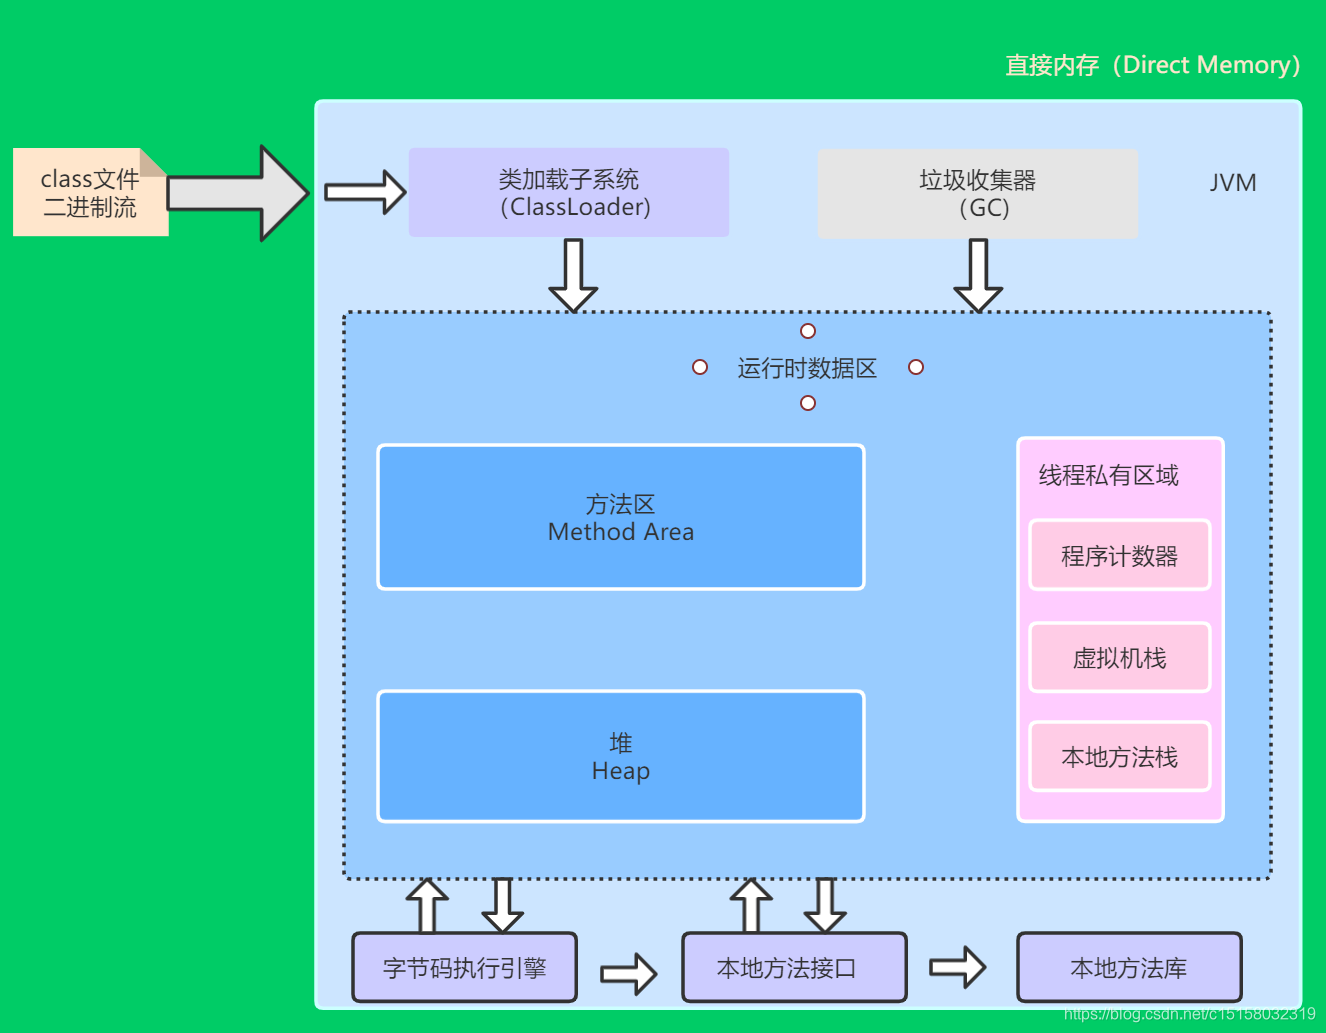 直接内存（Direct Memory）
class文件
二进制流
类加载子系统
（ClassLoader)
垃圾收集器
（GC)
JVM
运行时数据区
方法区
Method Area
线程私有区域
程序计数器
虚拟机栈
堆
Heap
本地方法栈
字节码执行引擎
本地方法接口
本地方法库
https://blog.csdn.net/c15158032319